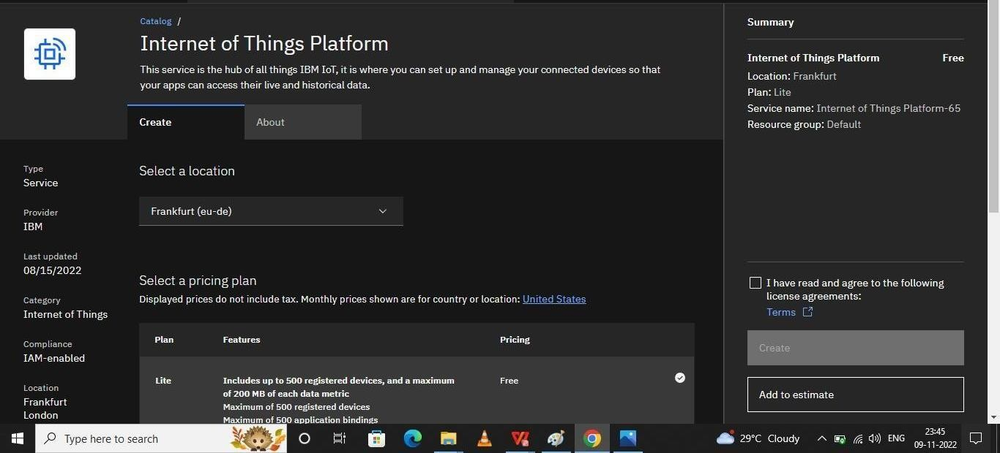 Catalog /
Internet of Things Platform
This service is the hub of all things IBM IoT, it is where you can set up and manage your connected devices so that
your apps can access their live and historical data.
Create
About
Type
Service
Provider
IBM
Last updated
08/15/2022
Category
Internet of Things
Compliance
IAM-enabled
Location
Frankfurt
London
Select a location
Frankfurt (eu-de)
Select a pricing plan
Displayed prices do not include tax. Monthly prices shown are for country or location: United States
Plan Features Pricing
Lite Includes up to 500 registered devices, and a maximum Free
of 200 MB of each data metric
Maximum of 500 registered devices
Maximum of 500 application bindings
Summary
Internet of Things Platform Free
Location: Frankfurt
Plan: Lite
Service name: Internet of Things Platform-65
Resource group: Default
I have read and agree to the following
license agreements:
Terms
Create
Add to estimate
Type here to search
29°C Cloudy
ENG
23:45
09-11-2022